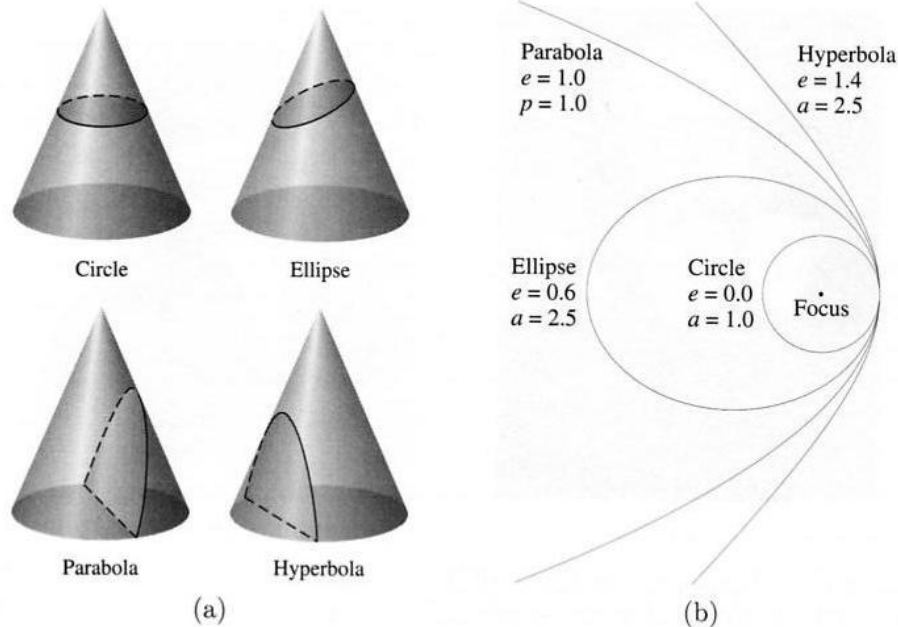 Circle
Ellipse
Parabola
Hyperbola
(a)
Parabola
e = 1.0
p = 1.0
Hyperbola
e = 1.4
a = 2.5
Ellipse
e = 0.6
a = 2.5
Circle
e = 0.0
a = 1.0
Focus
(b)